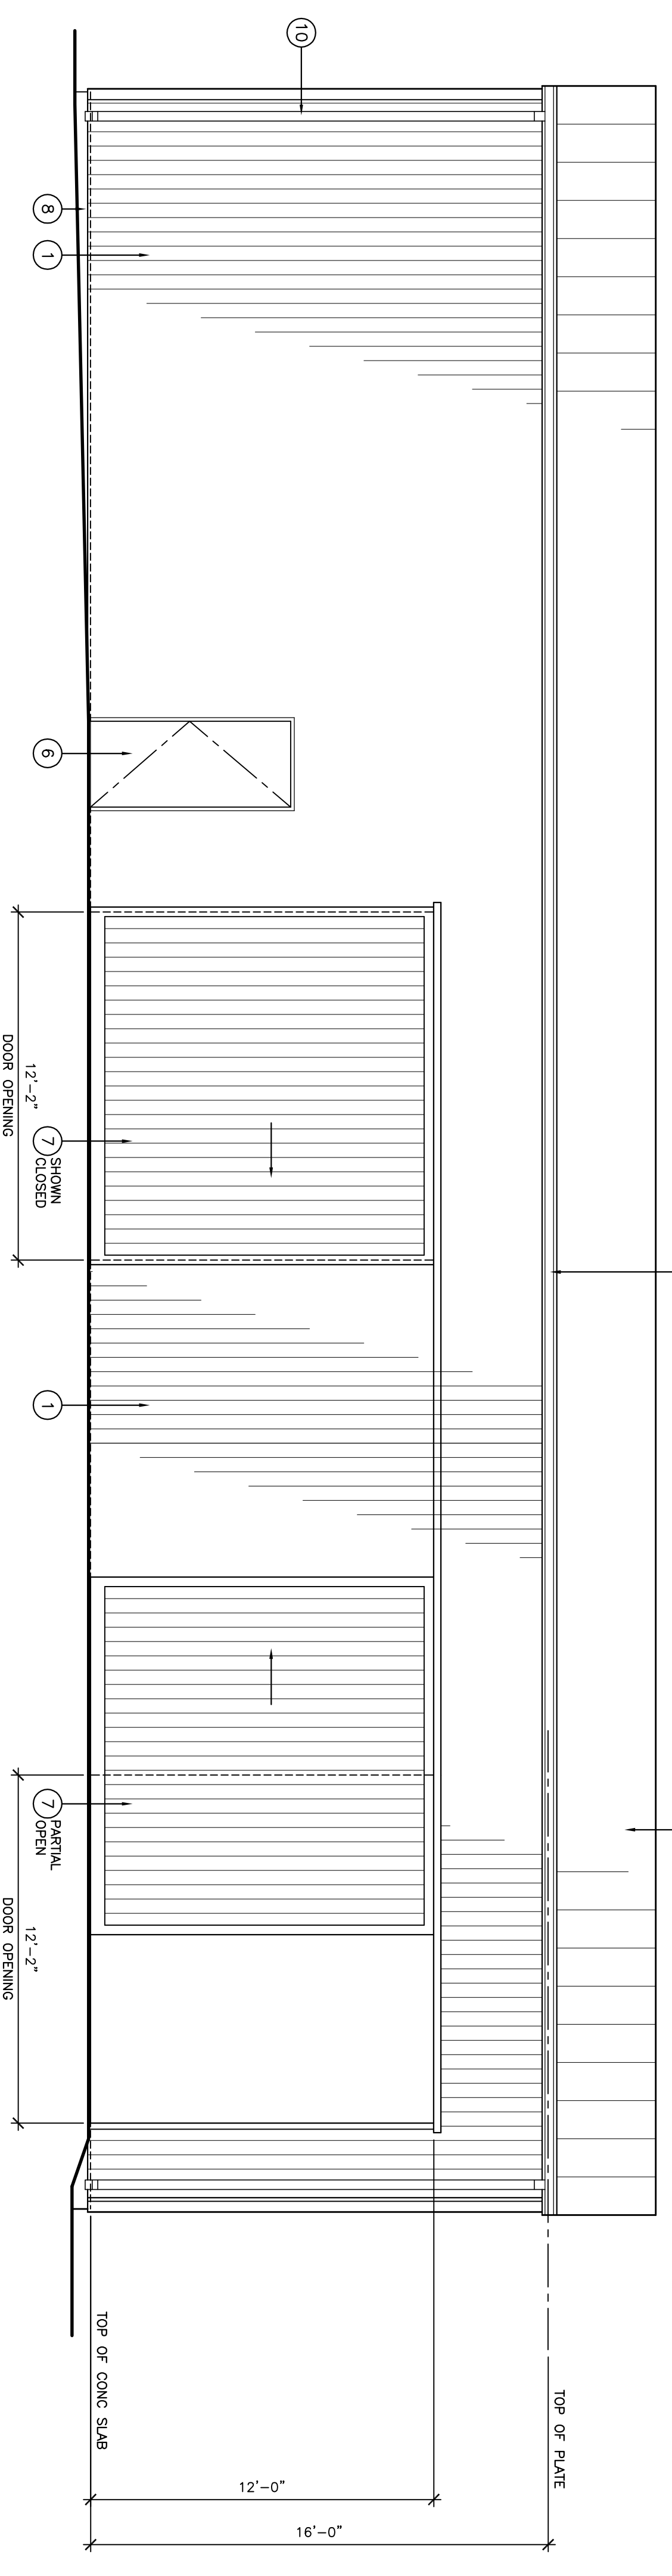 10
8
1
6
12'-2"
DOOR OPENING
7
SHOWN
CLOSED
1
7
PARTIAL
OPEN
12'-2"
DOOR OPENING
TOP OF PLATE
TOP OF CONC SLAB
12'-0"
16'-0"